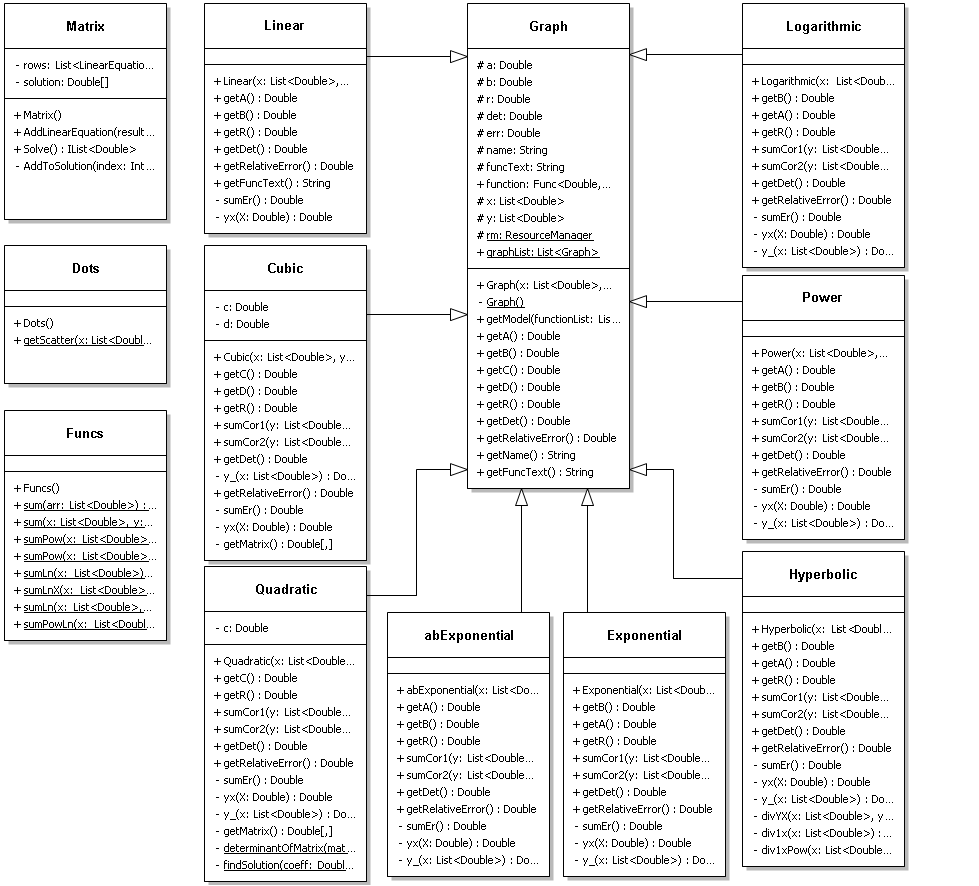 Matrix
- rows: List<LinearEquatio...
- solution: Double[]
+ Matrix()
+ AddLinearEquation(result ...
+ Solve() : IList<Double>
- AddToSolution(index: Int ...
Dots
+ Dots()
+ getScatter(x: List<Doubl...
Funcs
+ Funcs()
+ sum(arr: List<Double>) : ...
+ sum(x: List<Double>, y: ...
+ sumPow(x: List<Double> ...
+ sumPow(x: List<Double> ...
+ sumLn(x: List<Double>) ...
+ sumLnX(x: List<Double> ...
+ sumLn(x: List<Double>, ...
+ sumPowLn(x: List<Doubl...
Linear
+ Linear(x: List<Double>, ...
+ getA() : Double
+ getB() : Double
+ getR() : Double
+ getDet() : Double
+ getRelativeError() : Double
+ getFuncText() : String
- sumEr() : Double
- yx(X: Double) : Double
Cubic
- c: Double
- d: Double
+ Cubic(x: List<Double>, y...
+ getC() : Double
+ getD() : Double
+ getR() : Double
+ sumCor1(y: List<Double...
+ sumCor2(y: List<Double...
+ getDet() : Double
- y_(x: List<Double>) : Do...
+ getRelativeError() : Double
- sumEr() : Double
- yx(X: Double) : Double
- getMatrix() : Double[,]
Quadratic
- c: Double
+ Quadratic(x: List<Double...
+ getC() : Double
+ getR() : Double
+ sumCor1(y: List<Double...
+ sumCor2(y: List<Double...
+ getDet() : Double
+ getRelativeError() : Double
- sumEr() : Double
- yx(X: Double) : Double
- y_(x: List<Double>) : Do...
- getMatrix() : Double[,]
- determinantOfMatrix(mat...
- findSolution(coeff: Doubl...
Graph
# a: Double
# b: Double
# r: Double
# det: Double
# err: Double
# name: String
# funcText: String
+ function: Func<Double, ...
# x: List<Double>
# y: List<Double>
# rm: ResourceManager
+ graphList: List<Graph>
+ Graph(x: List<Double>, ...
- Graph()
+ getModel(functionList: Lis...
+ getA() : Double
+ getB() : Double
+ getC() : Double
+ getD() : Double
+ getR() : Double
+ getDet() : Double
+ getRelativeError() : Double
+ getName() : String
+ getFuncText() : String
abExponential
+ abExponential(x: List<Do...
+ getA() : Double
+ getB() : Double
+ getR() : Double
+ sumCor1(y: List<Double...
+ sumCor2(y: List<Double...
+ getDet() : Double
+ getRelativeError() : Double
- sumEr() : Double
- yx(X: Double) : Double
- y_(x: List<Double>) : Do...
Exponential
+ Exponential(x: List<Doub...
+ getB() : Double
+ getA() : Double
+ getR() : Double
+ sumCor1(y: List<Double...
+ sumCor2(y: List<Double...
+ getDet() : Double
+ getRelativeError() : Double
- sumEr() : Double
- yx(X: Double) : Double
- y_(x: List<Double>) : Do...
Logarithmic
+ Logarithmic(x: List<Doub...
+ getB() : Double
+ getA() : Double
+ getR() : Double
+ sumCor1(y: List<Double...
+ sumCor2(y: List<Double...
+ getDet() : Double
+ getRelativeError() : Double
- sumEr() : Double
- yx(X: Double) : Double
- y_(x: List<Double>) : Do...
Power
+ Power(x: List<Double>, ...
+ getA() : Double
+ getB() : Double
+ getR() : Double
+ sumCor1(y: List<Double...
+ sumCor2(y: List<Double...
+ getDet() : Double
+ getRelativeError() : Double
- sumEr() : Double
- yx(X: Double) : Double
- y_(x: List<Double>) : Do...
Hyperbolic
+ Hyperbolic(x: List<Doubl...
+ getB() : Double
+ getA() : Double
+ getR() : Double
+ sumCor1(y: List<Double...
+ sumCor2(y: List<Double...
+ getDet() : Double
+ getRelativeError() : Double
- sumEr() : Double
- yx(X: Double) : Double
- y_(x: List<Double>) : Do...
- divYX(x: List<Double>, y ...
- div1x(x: List<Double>) : ...
- div1xPow(x: List<Double...